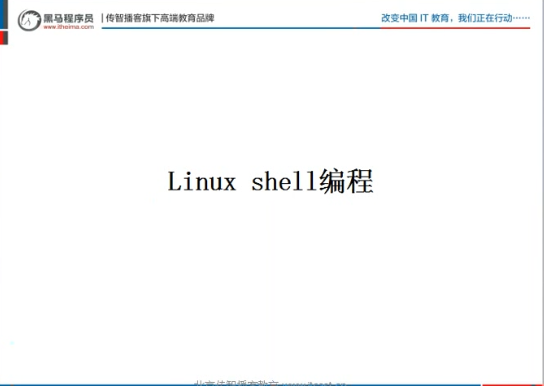 黑马程序员 | 传智播客旗下高端教育品牌
www.itheima.com
改变中国 IT 教育，我们正在行动……
Linux shell编程